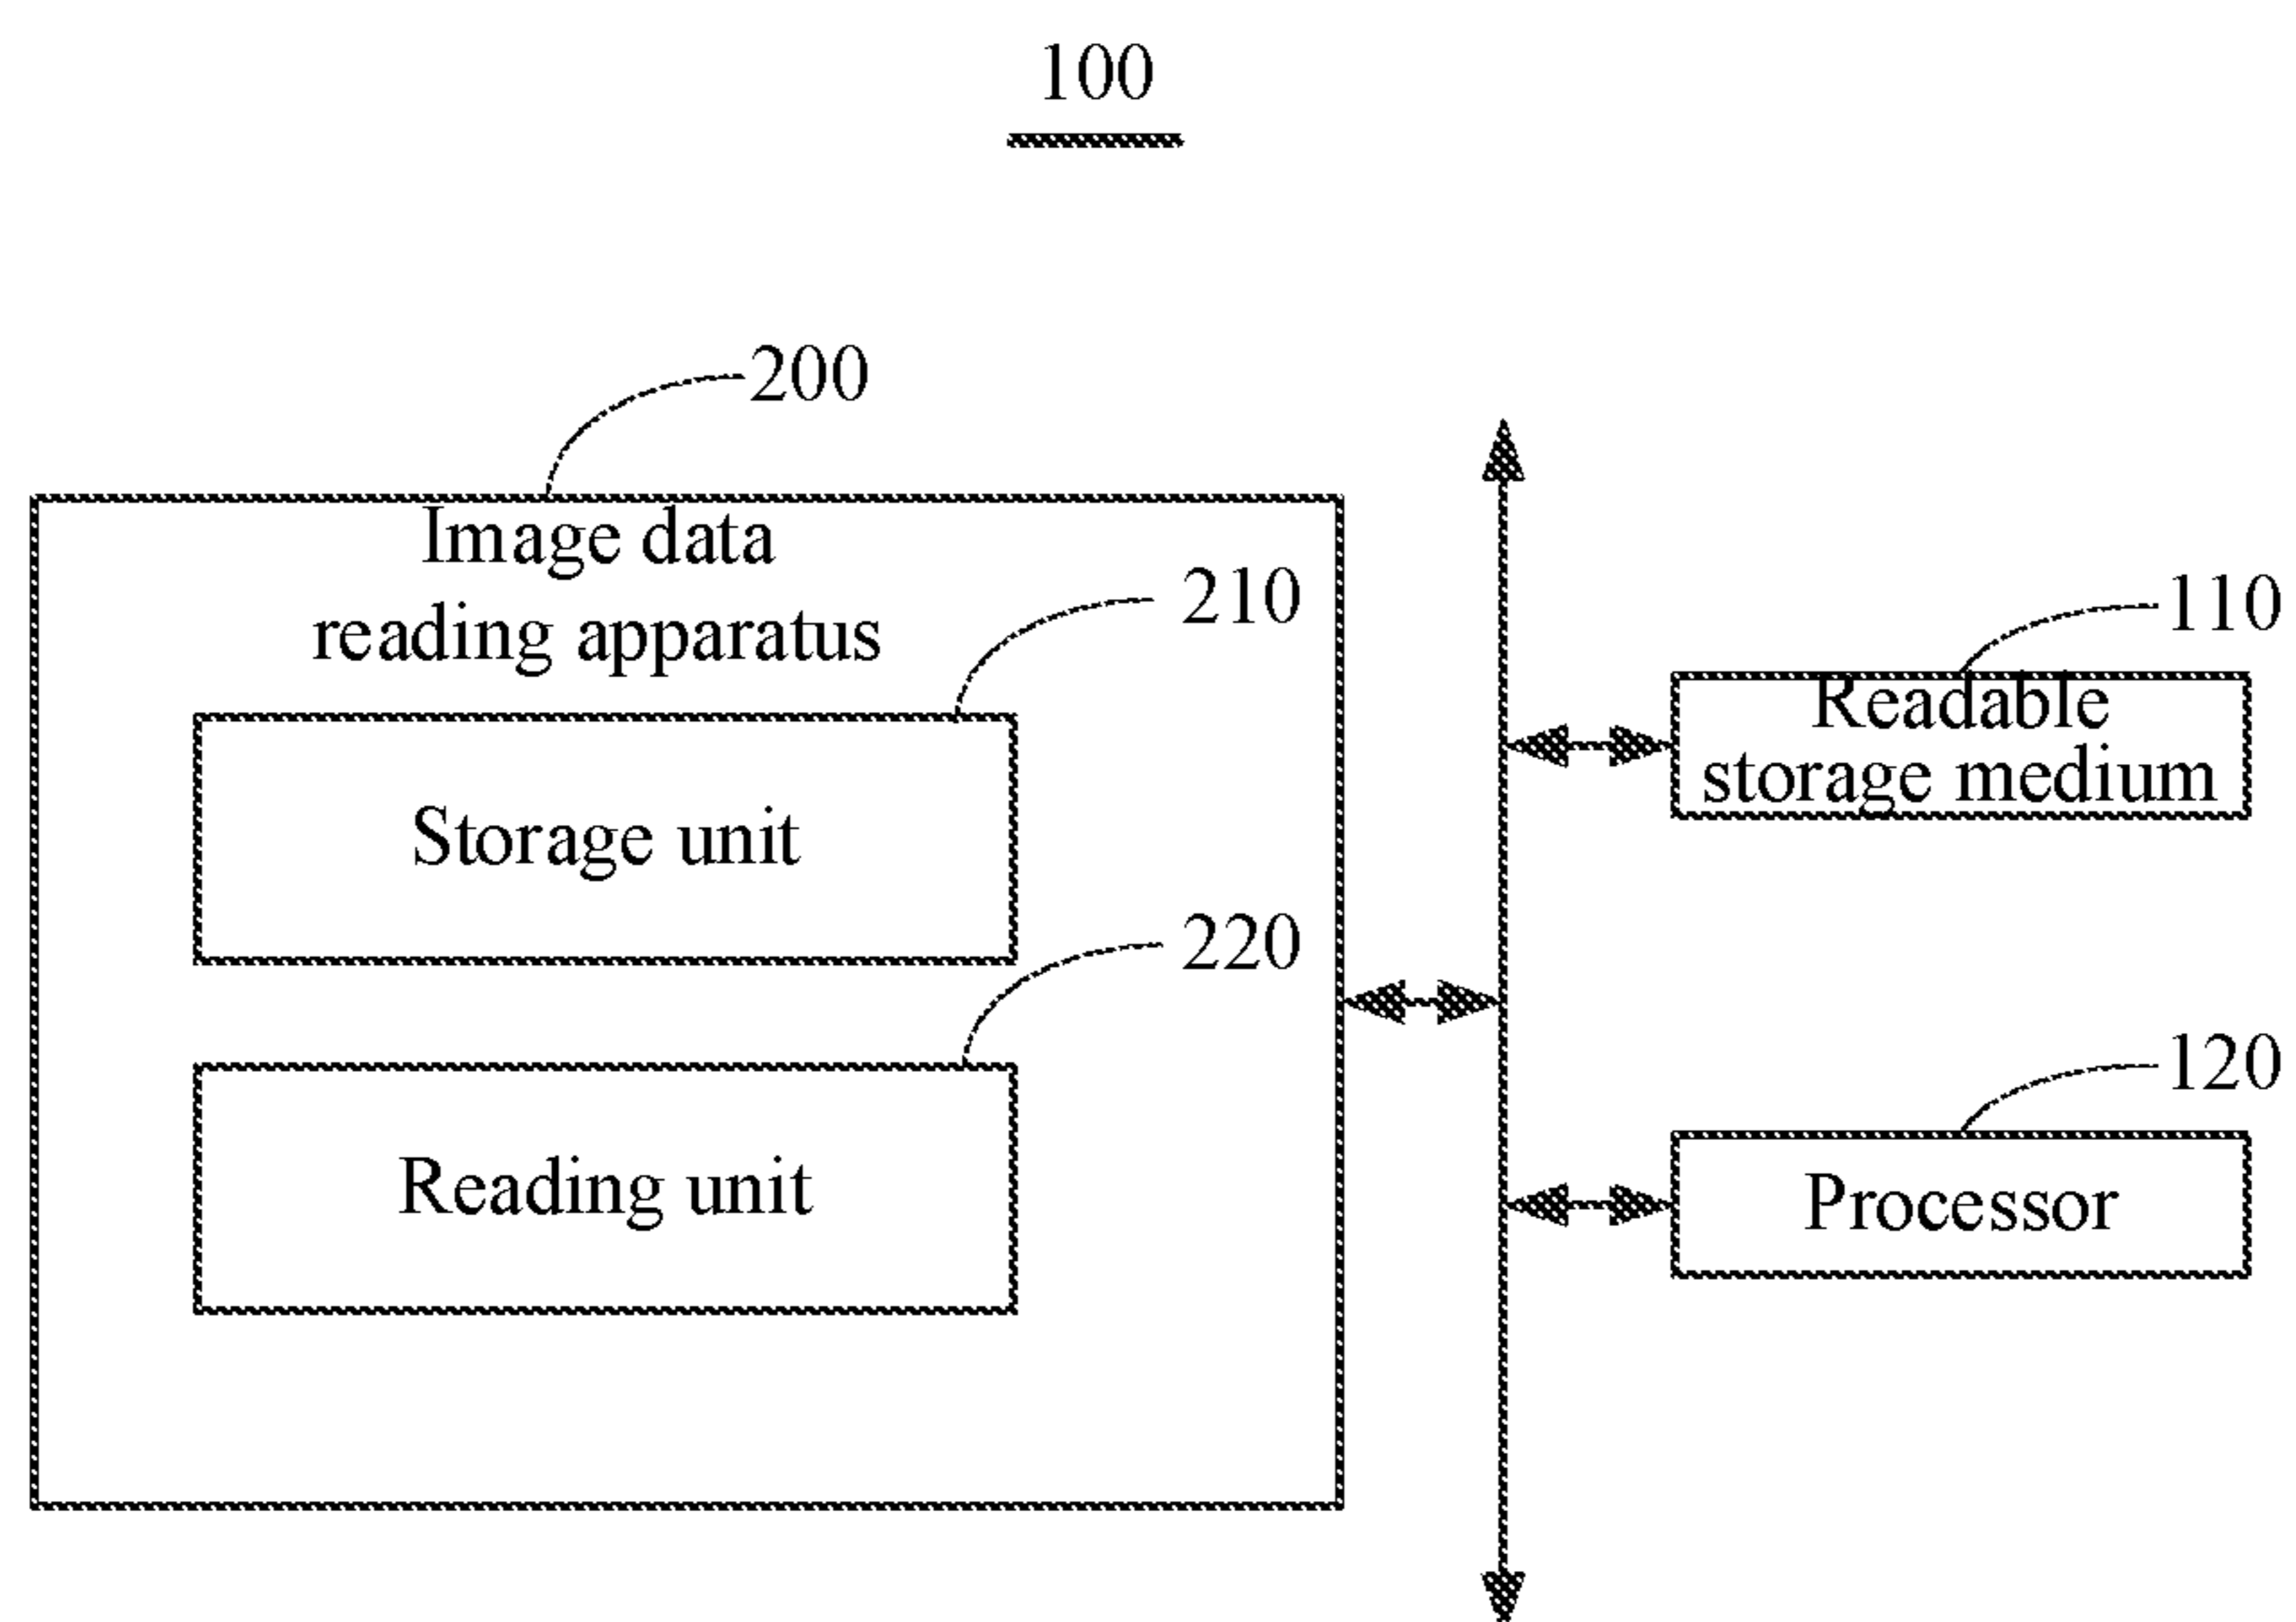 100
200
Image data
reading apparatus
210
Storage unit
220
Reading unit
110
Readable
storage medium
120
Processor